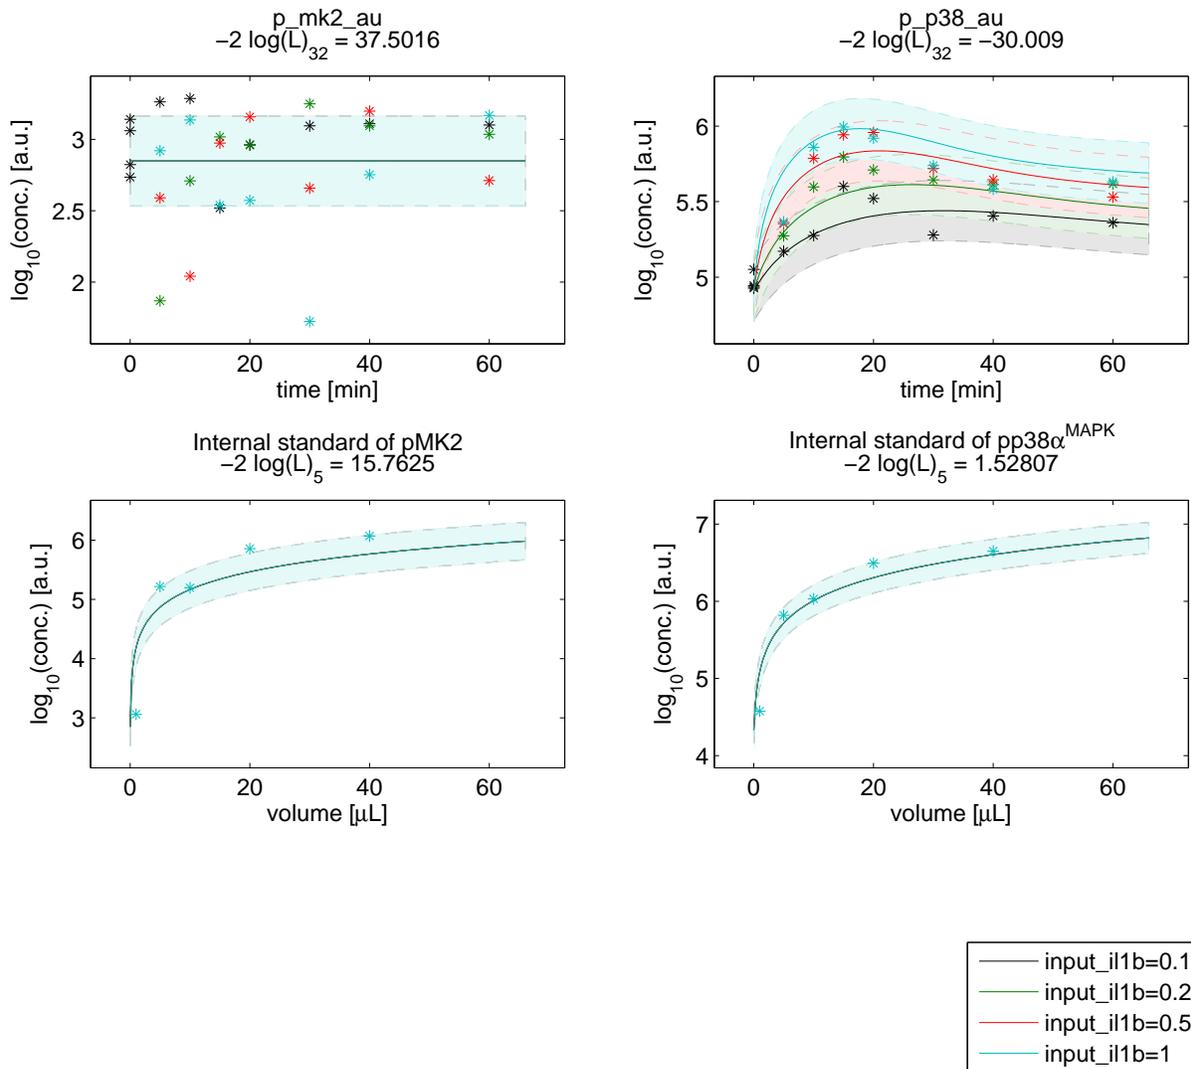 p_mk2_au
−2 log(L)32 = 37.5016
log10(conc.) [a.u.]
3
2.5
2
0 20 40 60
time [min]
p_p38_au
−2 log(L)32 = −30.009
log10(conc.) [a.u.]
6
5.5
5
0 20 40 60
time [min]
Internal standard of pMK2
−2 log(L)5 = 15.7625
log10(conc.) [a.u.]
6
5
4
3
0 20 40 60
volume [μL]
Internal standard of pp38αMAPK
−2 log(L)5 = 1.52807
log10(conc.) [a.u.]
7
6
5
4
0 20 40 60
volume [μL]
input_il1b=0.1
input_il1b=0.2
input_il1b=0.5
input_il1b=1